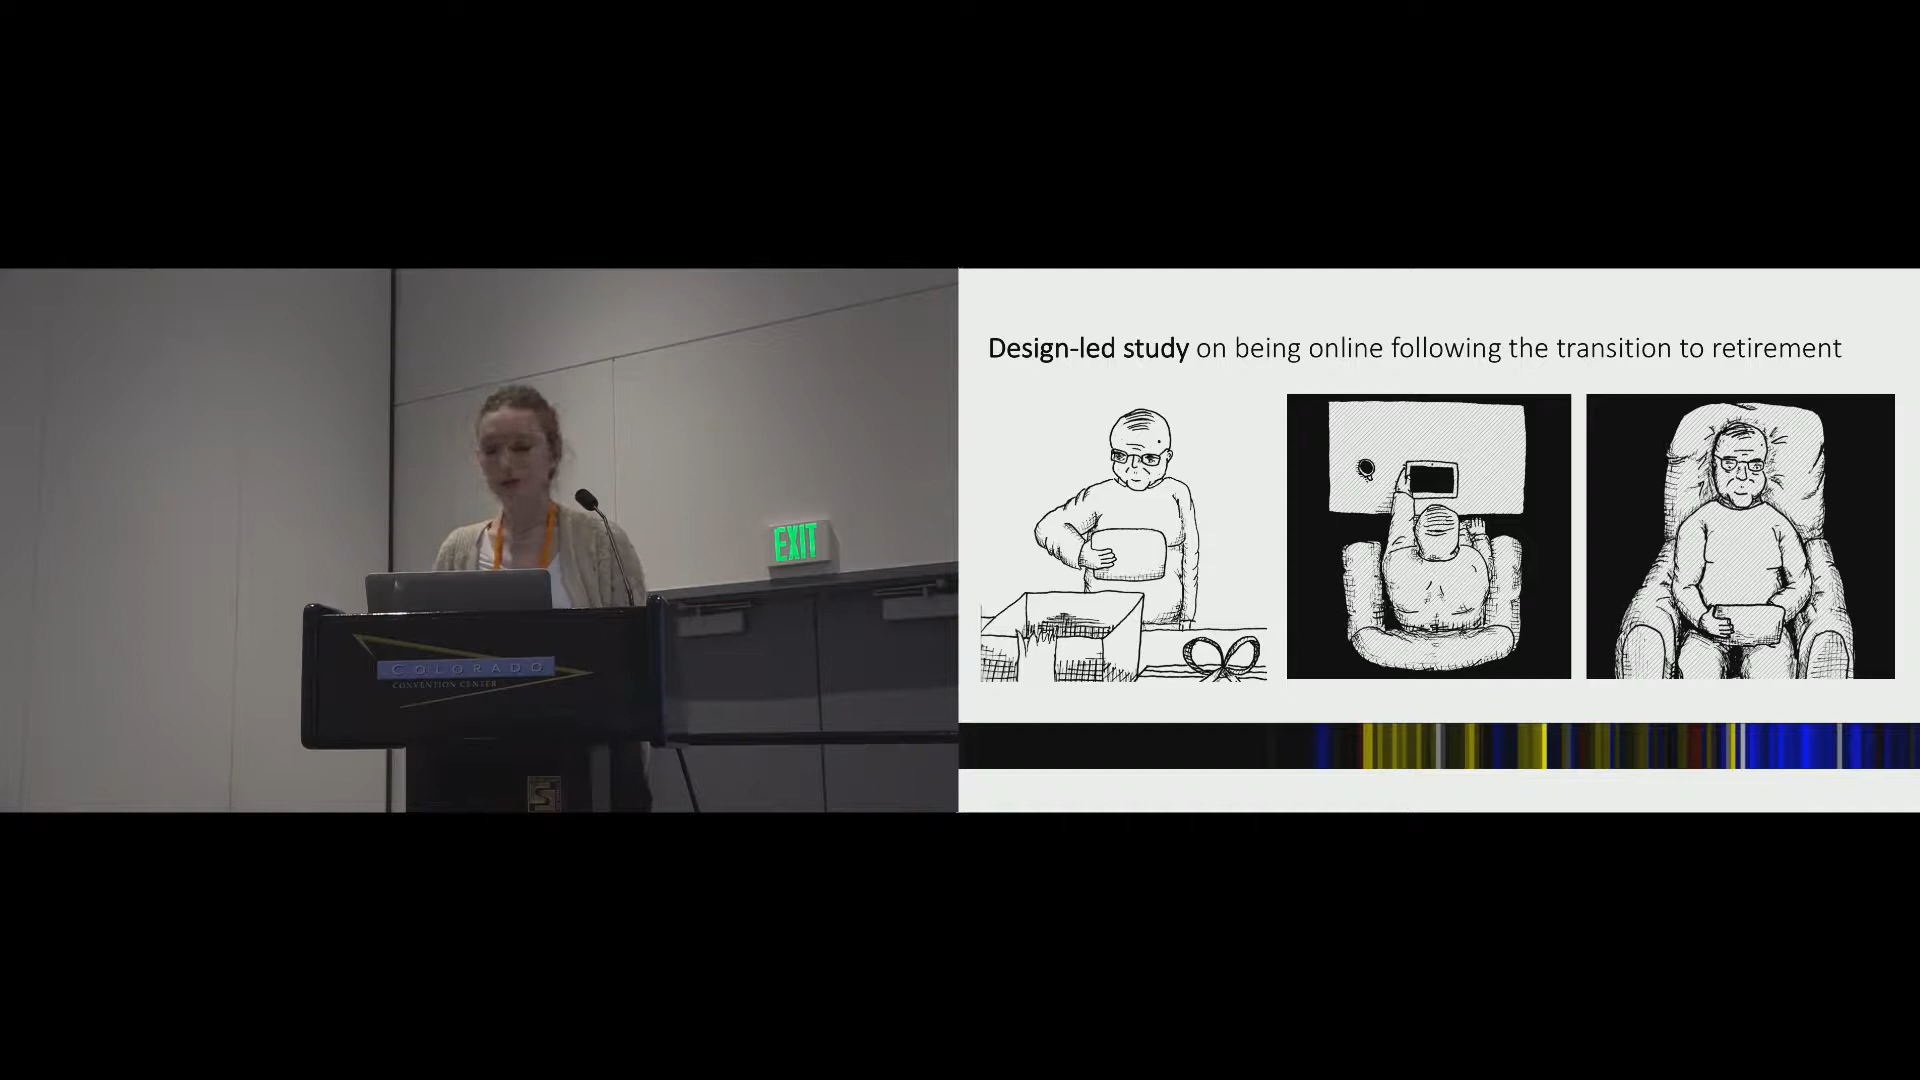 Design-led study on being online following the transition to retirement
EXIT
COLORADO
CONVENTION CENTER